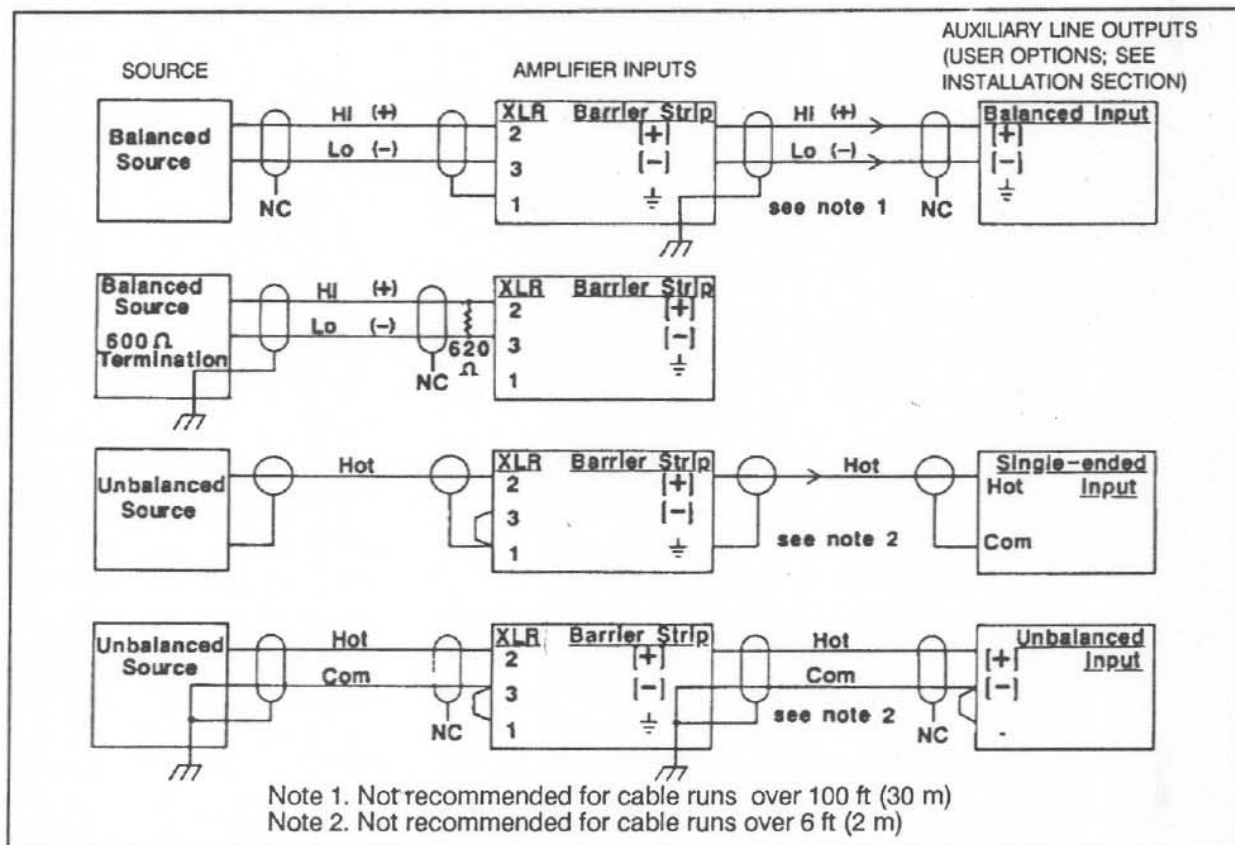 SOURCE
AMPLIFIER INPUTS
AUXILIARY LINE OUTPUTS
(USER OPTIONS; SEE
INSTALLATION SECTION)
Balanced
Source
Hi (+)
Lo (-)
NC
XLR Barrier Strip
2 [+]
3 [-]
1
Hi (+)
Lo (-)
see note 1
NC
Balanced Input
[+]
[-]
Balanced
Source
600Ω
Termination
Hi (+)
Lo (-)
NC
620
Ω
XLR Barrier Strip
2 [+]
3 [-]
1
Unbalanced
Source
Hot
XLR Barrier Strip
2 [+]
3 [-]
1
Hot
see note 2
Single-ended
Hot Input
Com
Unbalanced
Source
Hot
Com
NC
XLR Barrier Strip
2 [+]
3 [-]
1
Hot
Com
see note 2
NC
Unbalanced
Input
[+]
[-]
Note 1. Not recommended for cable runs over 100 ft (30 m)
Note 2. Not recommended for cable runs over 6 ft (2 m)